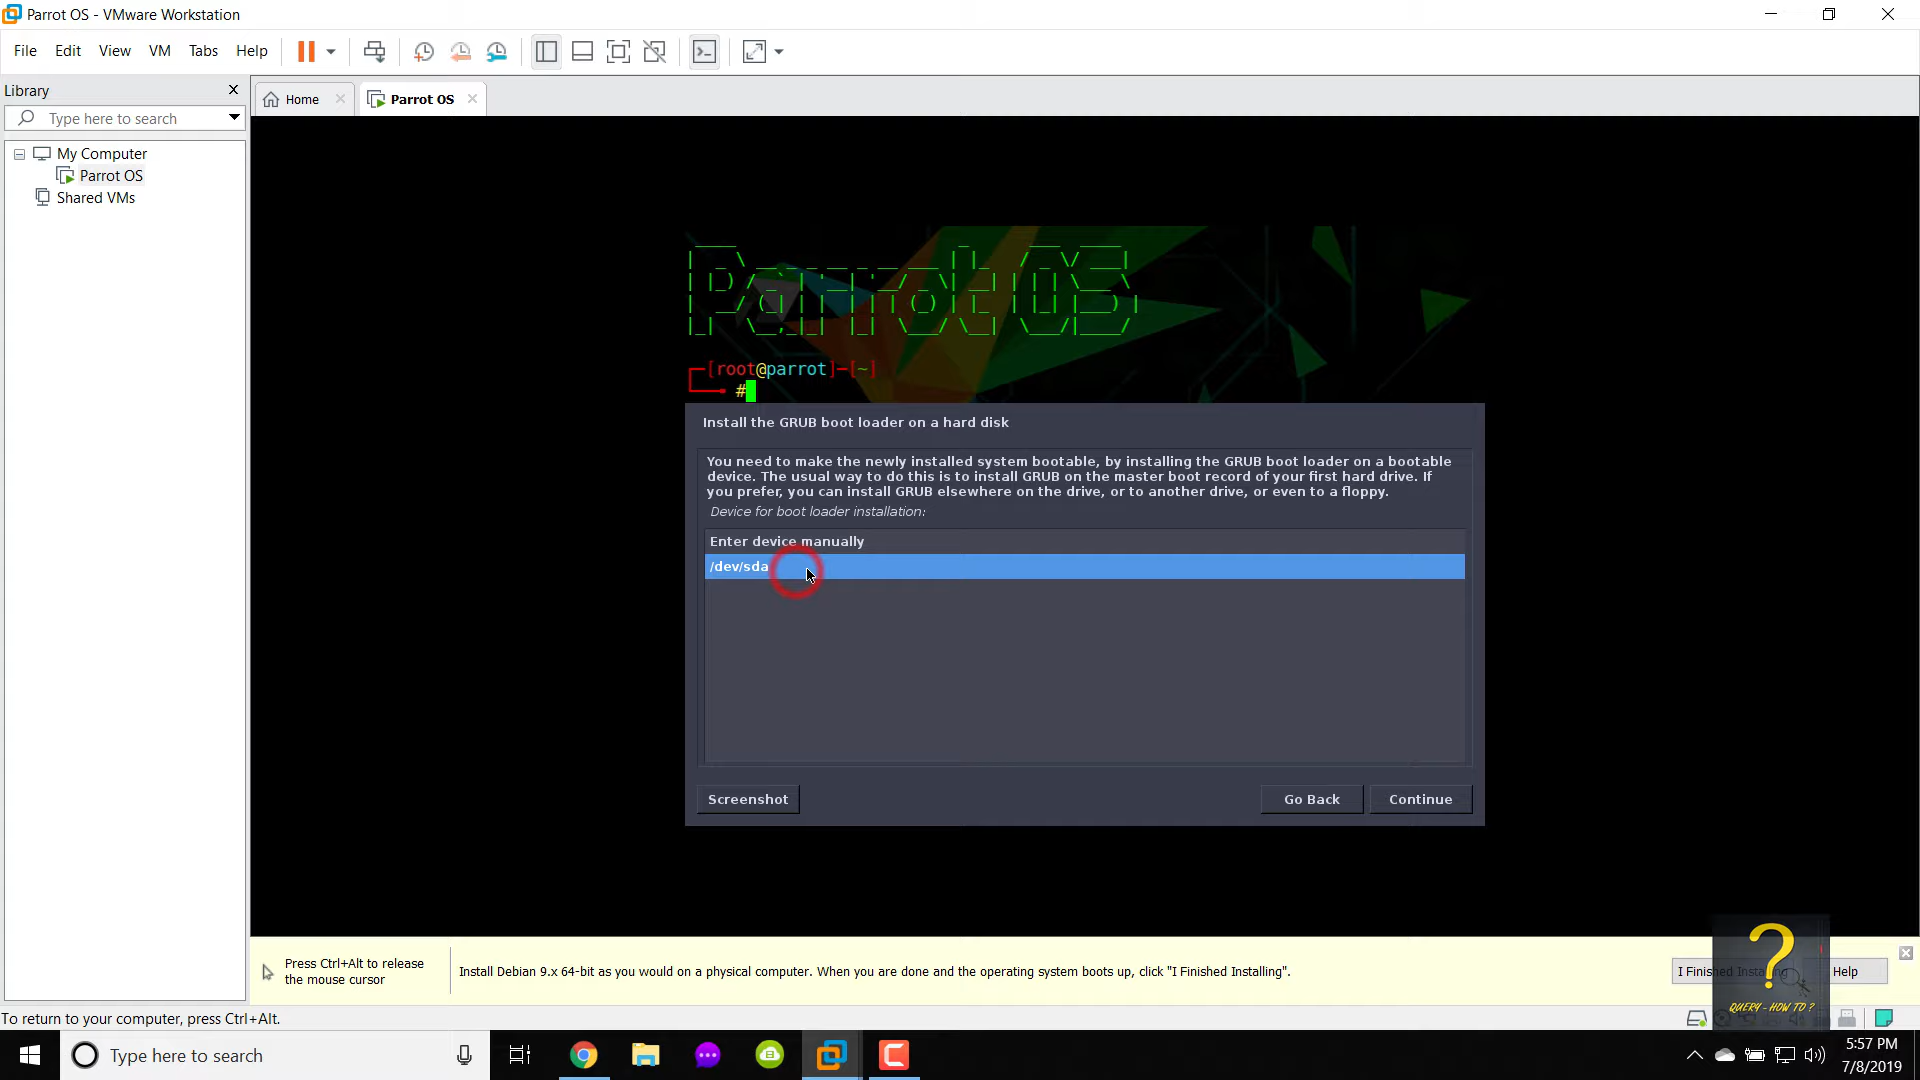 Parrot OS - VMware Workstation
File Edit View VM Tabs Help
Library
Home
Parrot OS
Type here to search
My Computer
Parrot OS
Shared VMs
Parrot OS
[root@parrot]-[~]
#
Install the GRUB boot loader on a hard disk
You need to make the newly installed system bootable, by installing the GRUB boot loader on a bootable
device. The usual way to do this is to install GRUB on the master boot record of your first hard drive. If
you prefer, you can install GRUB elsewhere on the drive, or to another drive, or even to a floppy.
Device for boot loader installation:
Enter device manually
/dev/sda
Screenshot
Go Back
Continue
Press Ctrl+Alt to release
the mouse cursor
Install Debian 9.x 64-bit as you would on a physical computer. When you are done and the operating system boots up, click "I Finished Installing".
I Finished Installing
Help
?
QUERY - HOW TO ?
To return to your computer, press Ctrl+Alt.
Type here to search
5:57 PM
7/8/2019